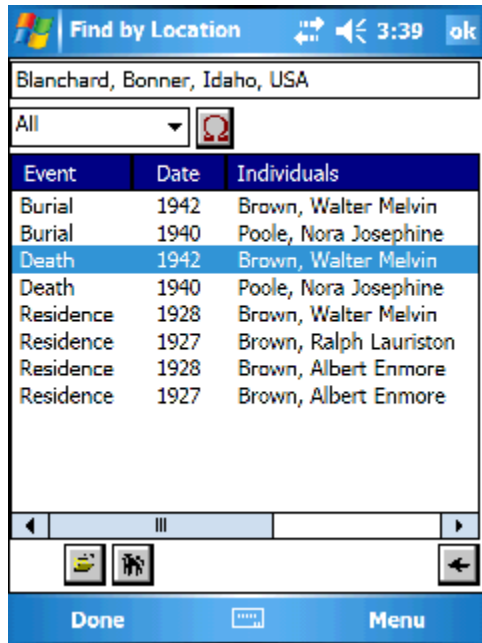 Find by Location 3:39 ok
Blanchard, Bonner, Idaho, USA
All Ω
Event Date Individuals
Burial 1942 Brown, Walter Melvin
Burial 1940 Poole, Nora Josephine
Death 1942 Brown, Walter Melvin
Death 1940 Poole, Nora Josephine
Residence 1928 Brown, Walter Melvin
Residence 1927 Brown, Ralph Lauriston
Residence 1928 Brown, Albert Enmore
Residence 1927 Brown, Albert Enmore
Done Menu